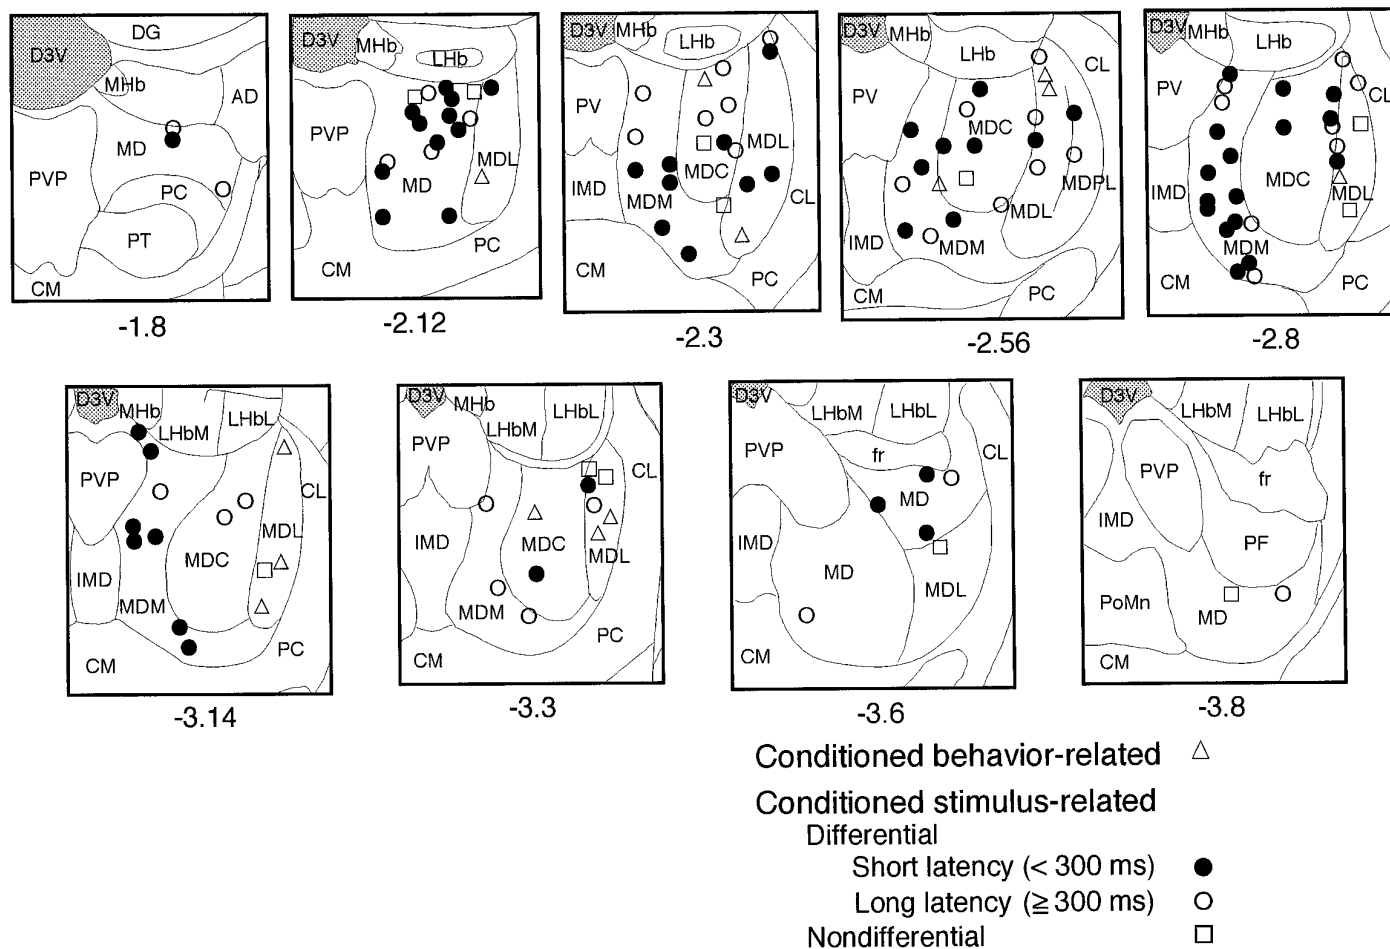 D3V
DG
MHb
AD
MD
PVP
PC
PT
CM
-1.8
D3V
MHb
LHb
PVP
MDL
MD
PC
CM
-2.12
D3V
MHb
LHb
PV
MDL
MDC
IMD
MDM
CL
CM
PC
-2.3
D3V
MHb
LHb
CL
PV
MDC
MDPL
MDL
IMD
MDM
CM
PC
-2.56
D3V
MHb
LHb
PV
CL
IMD
MDC
MDL
MDM
CM
PC
-2.8
D3V
MHb
LHbM
LHbL
PVP
CL
MDL
IMD
MDC
MDM
PC
CM
-3.14
D3V
MHb
LHbM
LHbL
PVP
CL
IMD
MDC
MDL
MDM
PC
CM
-3.3
D3V
LHbM
LHbL
PVP
fr
CL
MD
IMD
MD
MDL
CM
-3.6
D3V
LHbM
LHbL
PVP
fr
IMD
PF
PoMn
MD
CM
-3.8
Conditioned behavior-related △
Conditioned stimulus-related
Differential
Short latency (< 300 ms) ●
Long latency (≧ 300 ms) ○
Nondifferential □